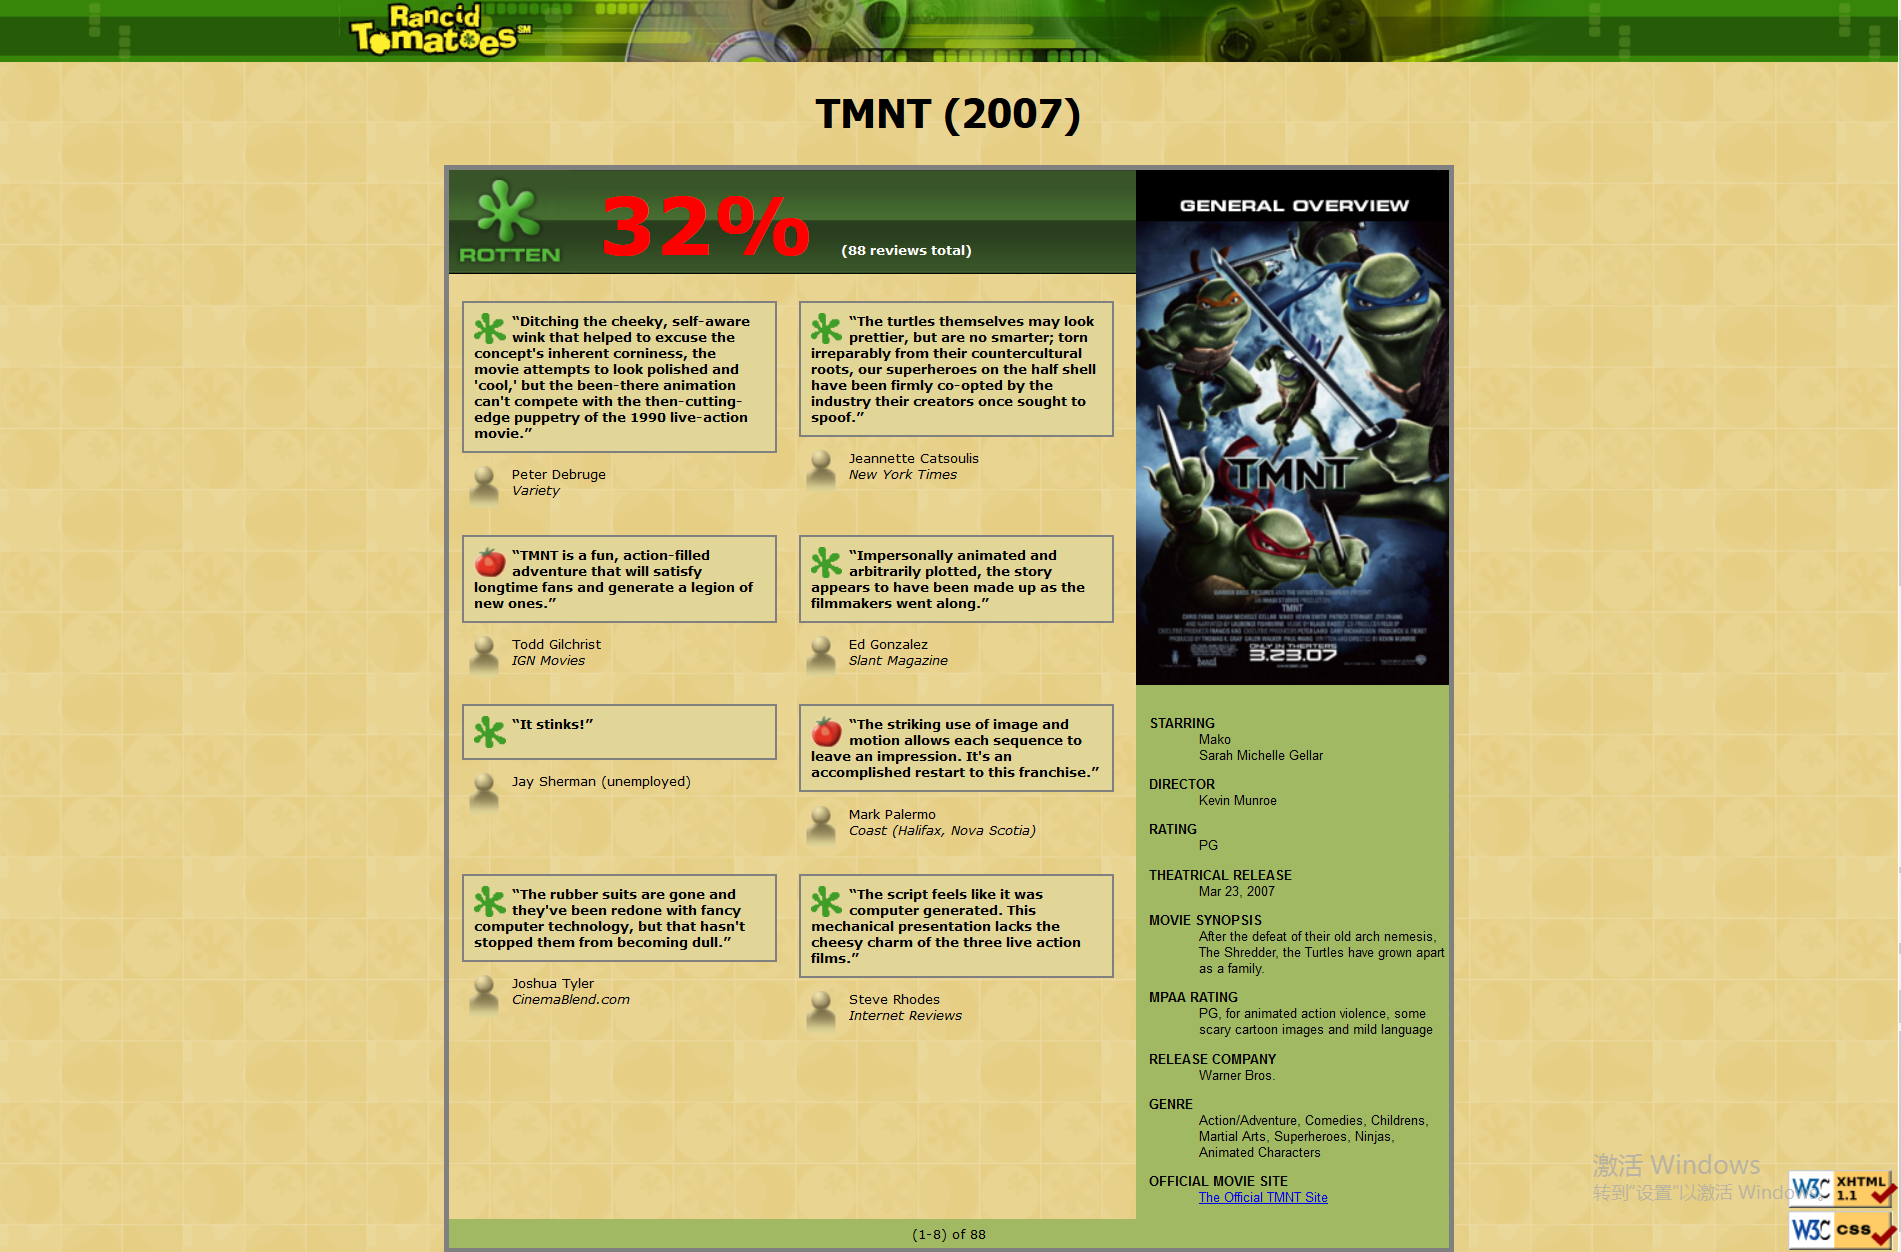 Rancid
TomatoesSM
TMNT (2007)
ROTTEN
32%
(88 reviews total)
“Ditching the cheeky, self-aware
wink that helped to excuse the
concept's inherent corniness, the
movie attempts to look polished and
'cool,' but the been-there animation
can't compete with the then-cutting-
edge puppetry of the 1990 live-action
movie.”
Peter Debruge
Variety
“The turtles themselves may look
prettier, but are no smarter; torn
irreparably from their countercultural
roots, our superheroes on the half shell
have been firmly co-opted by the
industry their creators once sought to
spoof.”
Jeannette Catsoulis
New York Times
“TMNT is a fun, action-filled
adventure that will satisfy
longtime fans and generate a legion of
new ones.”
Todd Gilchrist
IGN Movies
“Impersonally animated and
arbitrarily plotted, the story
appears to have been made up as the
filmmakers went along.”
Ed Gonzalez
Slant Magazine
“It stinks!”
Jay Sherman (unemployed)
“The striking use of image and
motion allows each sequence to
leave an impression. It's an
accomplished restart to this franchise.”
Mark Palermo
Coast (Halifax, Nova Scotia)
“The rubber suits are gone and
they've been redone with fancy
computer technology, but that hasn't
stopped them from becoming dull.”
Joshua Tyler
CinemaBlend.com
“The script feels like it was
computer generated. This
mechanical presentation lacks the
cheesy charm of the three live action
films.”
Steve Rhodes
Internet Reviews
GENERAL OVERVIEW
TMNT
TMNT
ONLY IN THEATERS
3.23.07
STARRING
Mako
Sarah Michelle Gellar
DIRECTOR
Kevin Munroe
RATING
PG
THEATRICAL RELEASE
Mar 23, 2007
MOVIE SYNOPSIS
After the defeat of their old arch nemesis,
The Shredder, the Turtles have grown apart
as a family.
MPAA RATING
PG, for animated action violence, some
scary cartoon images and mild language
RELEASE COMPANY
Warner Bros.
GENRE
Action/Adventure, Comedies, Childrens,
Martial Arts, Superheroes, Ninjas,
Animated Characters
OFFICIAL MOVIE SITE
The Official TMNT Site
(1-8) of 88
激活 Windows
转到"设置"以激活 Windows。
W3C XHTML
1.1
W3C css